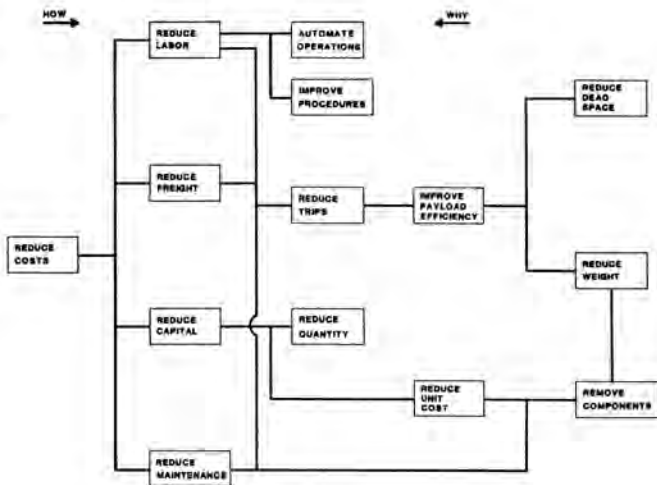 HOW
WHY
REDUCE
LABOR
AUTOMATE
OPERATIONS
IMPROVE
PROCEDURES
REDUCE
DEAD
SPACE
REDUCE
FREIGHT
REDUCE
TRIPS
IMPROVE
PAYLOAD
EFFICIENCY
REDUCE
COSTS
REDUCE
WEIGHT
REDUCE
CAPITAL
REDUCE
QUANTITY
REDUCE
UNIT
COST
REMOVE
COMPONENTS
REDUCE
MAINTENANCE